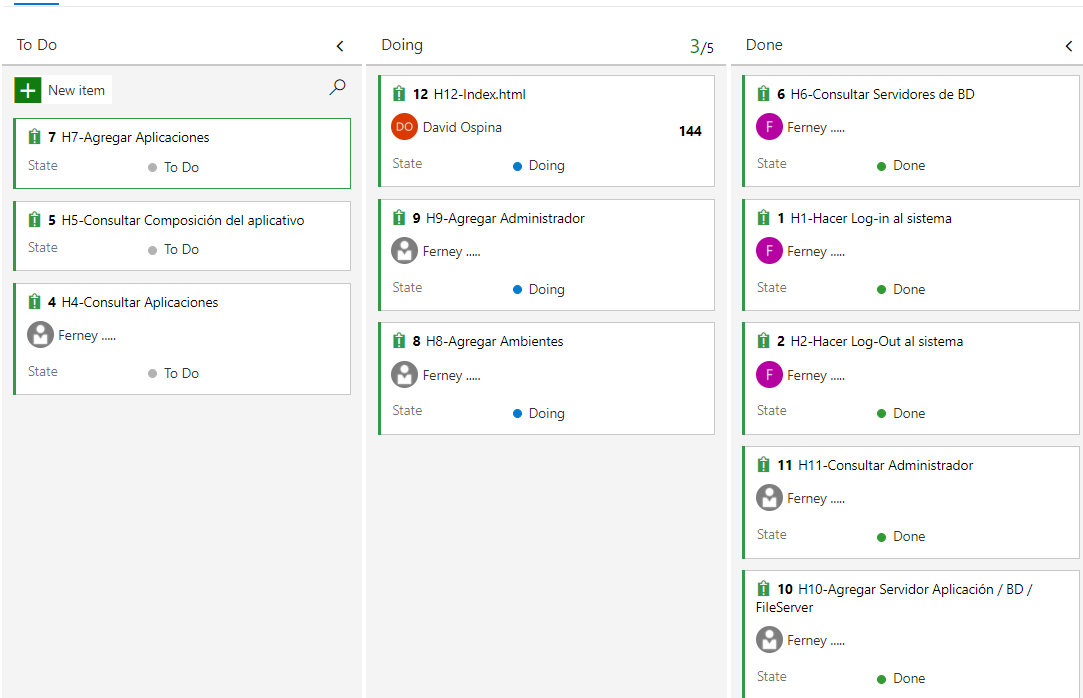 To Do
New item
7 H7-Agregar Aplicaciones
State To Do
5 H5-Consultar Composición del aplicativo
State To Do
4 H4-Consultar Aplicaciones
Ferney .....
State To Do
Doing 3/5
12 H12-Index.html
DO David Ospina 144
State Doing
9 H9-Agregar Administrador
Ferney .....
State Doing
8 H8-Agregar Ambientes
Ferney .....
State Doing
Done
6 H6-Consultar Servidores de BD
F Ferney .....
State Done
1 H1-Hacer Log-in al sistema
F Ferney .....
State Done
2 H2-Hacer Log-Out al sistema
F Ferney .....
State Done
11 H11-Consultar Administrador
Ferney .....
State Done
10 H10-Agregar Servidor Aplicación / BD /
FileServer
Ferney .....
State Done